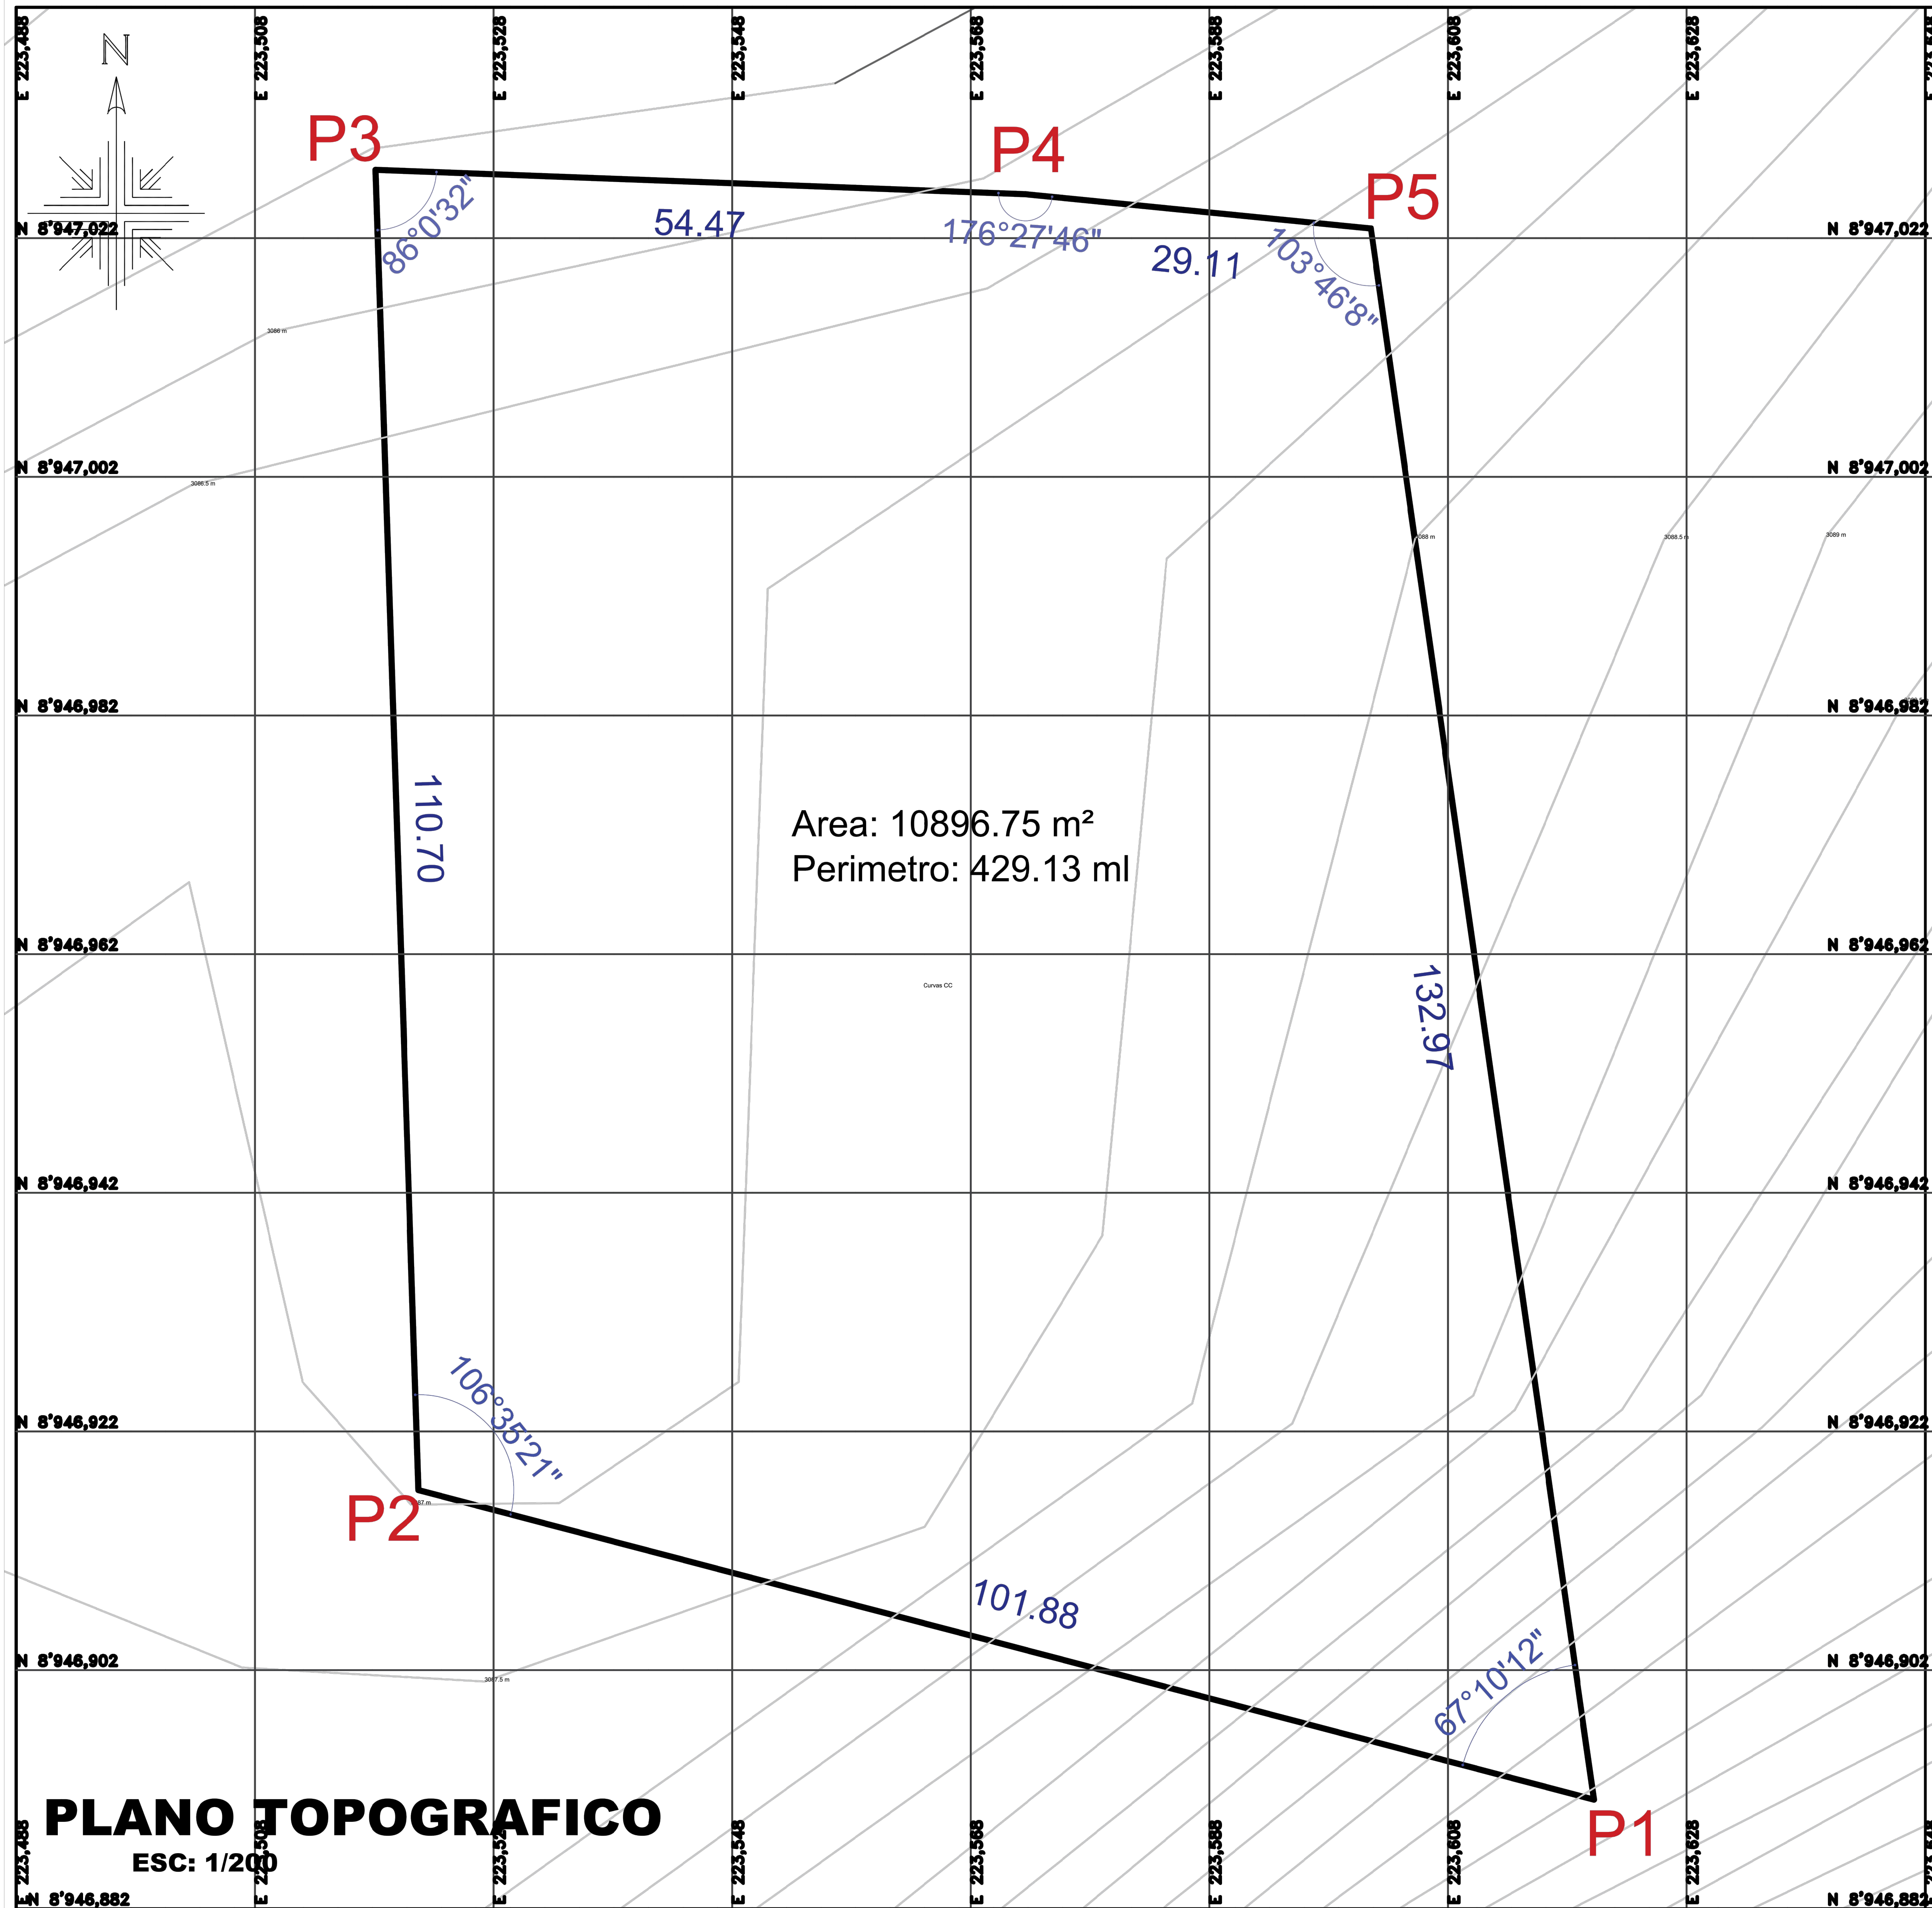 E 223,488
E 223,508
E 223,528
E 223,548
E 223,568
E 223,588
E 223,608
E 223,628
N
P3
P4
P5
86°0'32"
54.47
176°27'46"
29.11
103°46'8"
N 8'947,022
N 8'947,022
3086 m
N 8'947,002
N 8'947,002
3086.5 m
3088 m
3088.5 m
3089 m
N 8'946,982
N 8'946,982
110.70
Area: 10896.75 m²
Perimetro: 429.13 ml
N 8'946,962
N 8'946,962
Curvas CC
132.97
N 8'946,942
N 8'946,942
106°35'21"
N 8'946,922
N 8'946,922
P2
101.88
67°10'12"
N 8'946,902
N 8'946,902
3087.5 m
P1
PLANO TOPOGRAFICO
ESC: 1/200
E 223,488
E 223,508
E 223,528
E 223,548
E 223,568
E 223,588
E 223,608
E 223,628
N 8'946,882
N 8'946,882